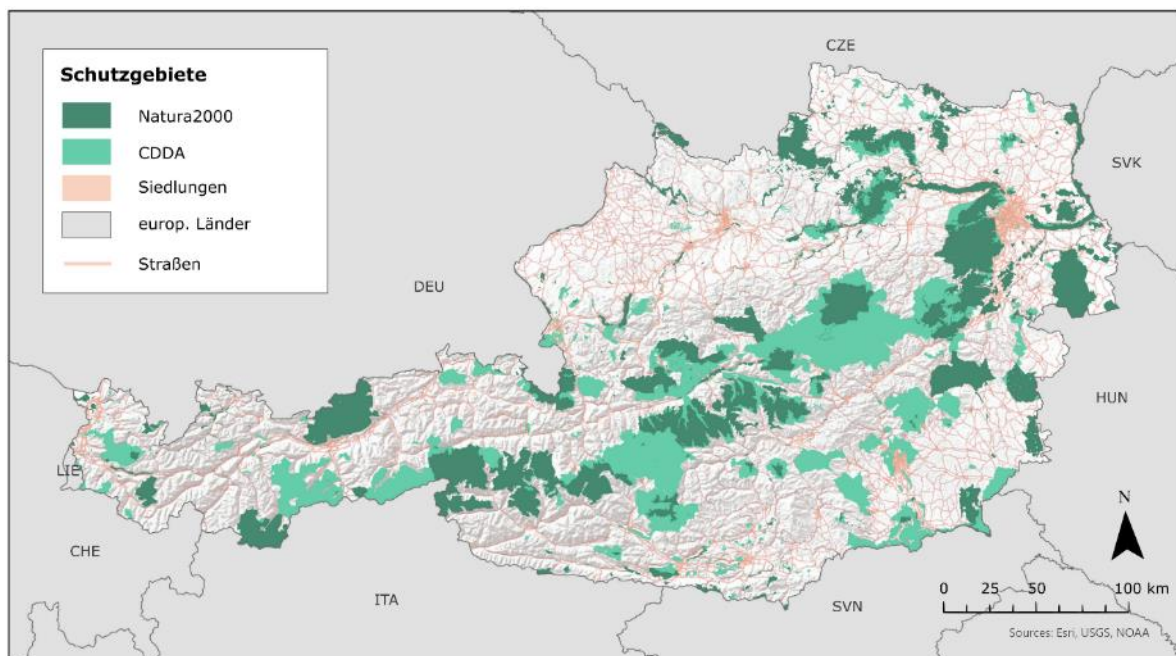 Schutzgebiete
Natura2000
CDDA
Siedlungen
europ. Länder
Straßen
CZE
SVK
DEU
HUN
LIE
CHE
ITA
SVN
N
0 25 50 100 km
Sources: Esri, USGS, NOAA